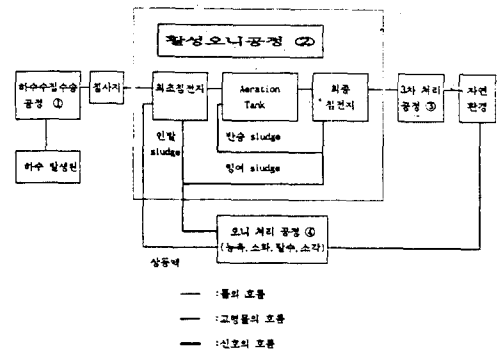 활성오니공정 ②
하수수집수송
공정 ①
침사지
최초침전지
Aeration
Tank
최종
침전지
3차 처리
공정 ③
자연
환경
하수 발생원
인발
sludge
반송 sludge
잉여 sludge
오니 처리 공정 ④
(농축, 소화, 탈수, 소각)
상등액
:물의 흐름
:고형물의 흐름
:신호의 흐름